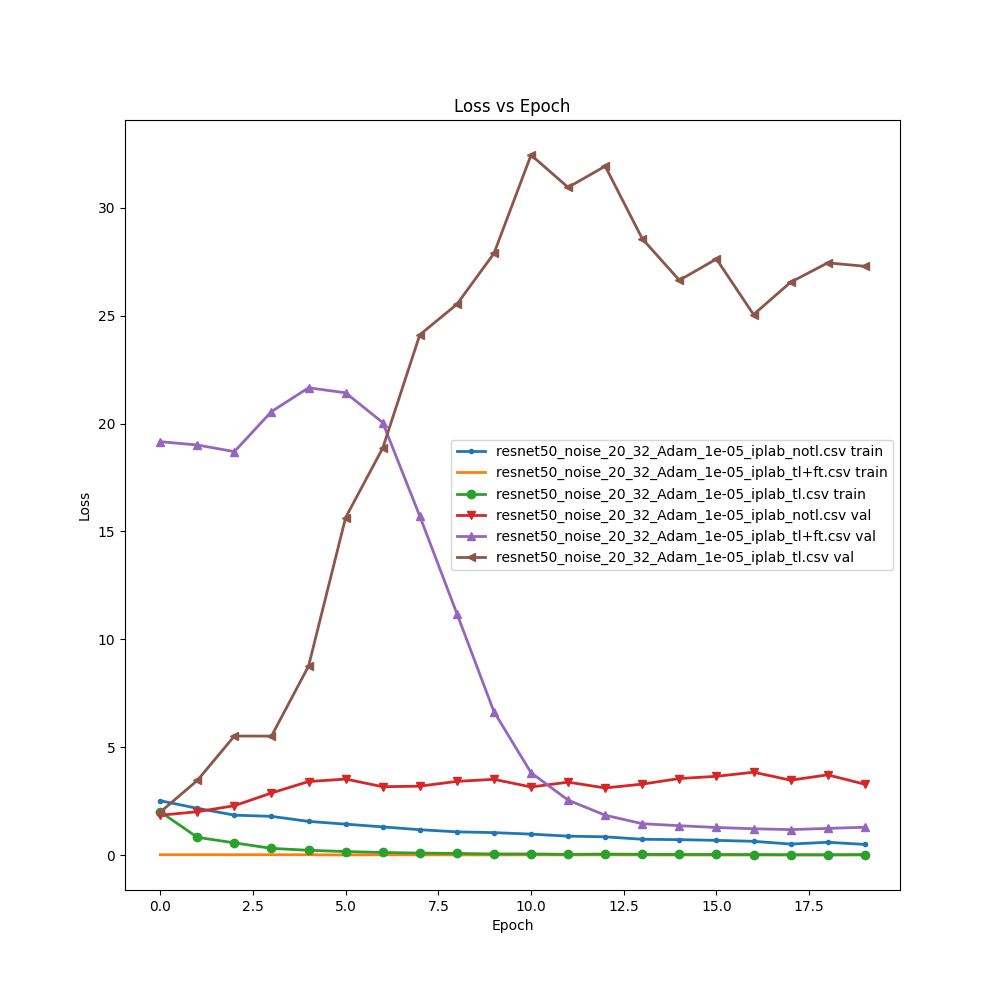 Loss vs Epoch
Loss
30
25
20
15
10
5
0
resnet50_noise_20_32_Adam_1e-05_iplab_notl.csv train
resnet50_noise_20_32_Adam_1e-05_iplab_tl+ft.csv train
resnet50_noise_20_32_Adam_1e-05_iplab_tl.csv train
resnet50_noise_20_32_Adam_1e-05_iplab_notl.csv val
resnet50_noise_20_32_Adam_1e-05_iplab_tl+ft.csv val
resnet50_noise_20_32_Adam_1e-05_iplab_tl.csv val
0.0 2.5 5.0 7.5 10.0 12.5 15.0 17.5
Epoch